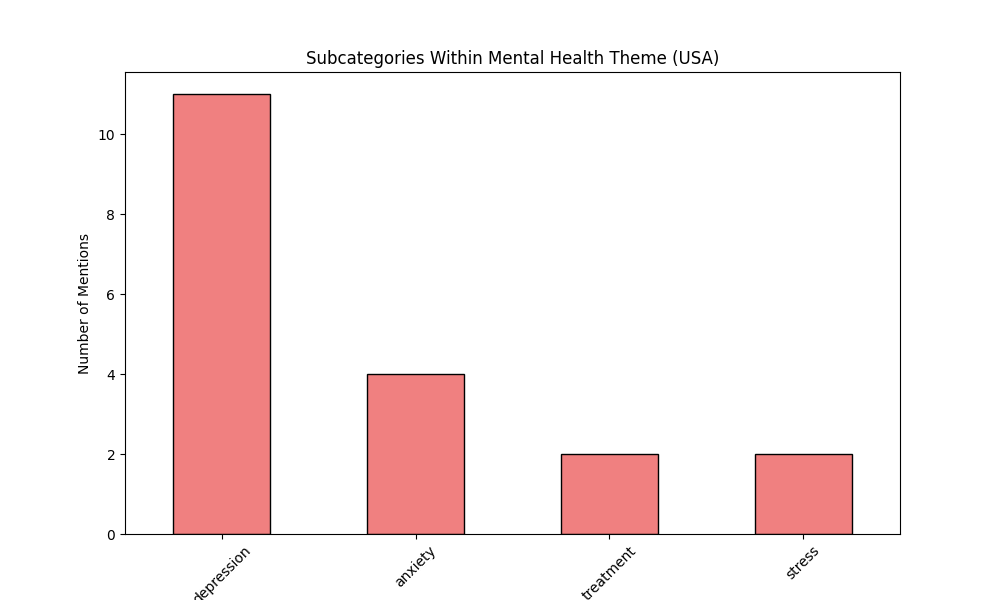 Subcategories Within Mental Health Theme (USA)
Number of Mentions
10
8
6
4
2
0
depression
anxiety
treatment
stress